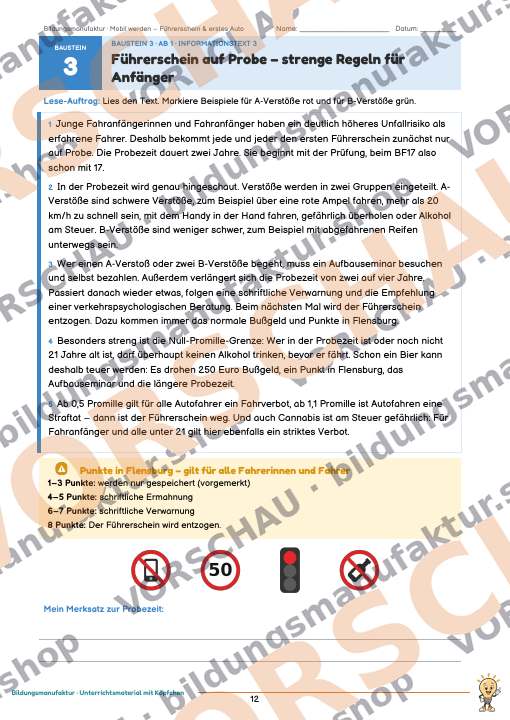 Bildungsmanufaktur · Mobil werden – Führerschein & erstes Auto Name: Datum:
BAUSTEIN
3
BAUSTEIN 3 · AB 1 · INFORMATIONSTEXT 3
Führerschein auf Probe – strenge Regeln für
Anfänger
Lese-Auftrag: Lies den Text. Markiere Beispiele für A-Verstöße rot und für B-Verstöße grün.
1 Junge Fahranfängerinnen und Fahranfänger haben ein deutlich höheres Unfallrisiko als
erfahrene Fahrer. Deshalb bekommt jede und jeder den ersten Führerschein zunächst nur
auf Probe. Die Probezeit dauert zwei Jahre. Sie beginnt mit der Prüfung, beim BF17 also
schon mit 17.
2 In der Probezeit wird genau hingeschaut. Verstöße werden in zwei Gruppen eingeteilt. A-
Verstöße sind schwere Verstöße, zum Beispiel über eine rote Ampel fahren, mehr als 20
km/h zu schnell sein, mit dem Handy in der Hand fahren, gefährlich überholen oder Alkohol
am Steuer. B-Verstöße sind weniger schwer, zum Beispiel mit abgefahrenen Reifen
unterwegs sein.
3 Wer einen A-Verstoß oder zwei B-Verstöße begeht, muss ein Aufbauseminar besuchen
und selbst bezahlen. Außerdem verlängert sich die Probezeit von zwei auf vier Jahre.
Passiert danach wieder etwas, folgen eine schriftliche Verwarnung und die Empfehlung
einer verkehrspsychologischen Beratung. Beim nächsten Mal wird der Führerschein
entzogen. Dazu kommen immer das normale Bußgeld und Punkte in Flensburg.
4 Besonders streng ist die Null-Promille-Grenze: Wer in der Probezeit ist oder noch nicht
21 Jahre alt ist, darf überhaupt keinen Alkohol trinken, bevor er fährt. Schon ein Bier kann
deshalb teuer werden: Es drohen 250 Euro Bußgeld, ein Punkt in Flensburg, das
Aufbauseminar und die längere Probezeit.
5 Ab 0,5 Promille gilt für alle Autofahrer ein Fahrverbot, ab 1,1 Promille ist Autofahren eine
Straftat – dann ist der Führerschein weg. Und auch Cannabis ist am Steuer gefährlich: Für
Fahranfänger und alle unter 21 gilt hier ebenfalls ein striktes Verbot.
Punkte in Flensburg – gilt für alle Fahrerinnen und Fahrer
1–3 Punkte: werden nur gespeichert (vorgemerkt)
4–5 Punkte: schriftliche Ermahnung
6–7 Punkte: schriftliche Verwarnung
8 Punkte: Der Führerschein wird entzogen.
50
Mein Merksatz zur Probezeit:
Bildungsmanufaktur · Unterrichtsmaterial mit Köpfchen
12
VORSCHAU · bildungsmanufaktur.shop